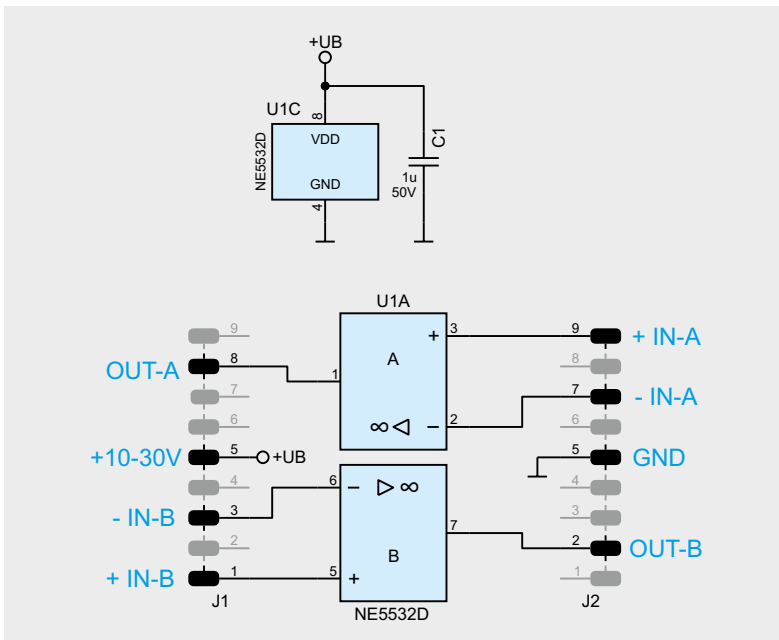 +UB
U1C
8
VDD
NE5532D
GND
4
C1
1u
50V
U1A
9
8
OUT-A
7
6
+10-30V
5
+UB
4
- IN-B
3
2
+ IN-B
1
J1
+
3
A
1
∞
−
2
6
−
∞
7
B
5
+
NE5532D
9
+ IN-A
8
7
- IN-A
6
5
GND
4
3
2
OUT-B
1
J2